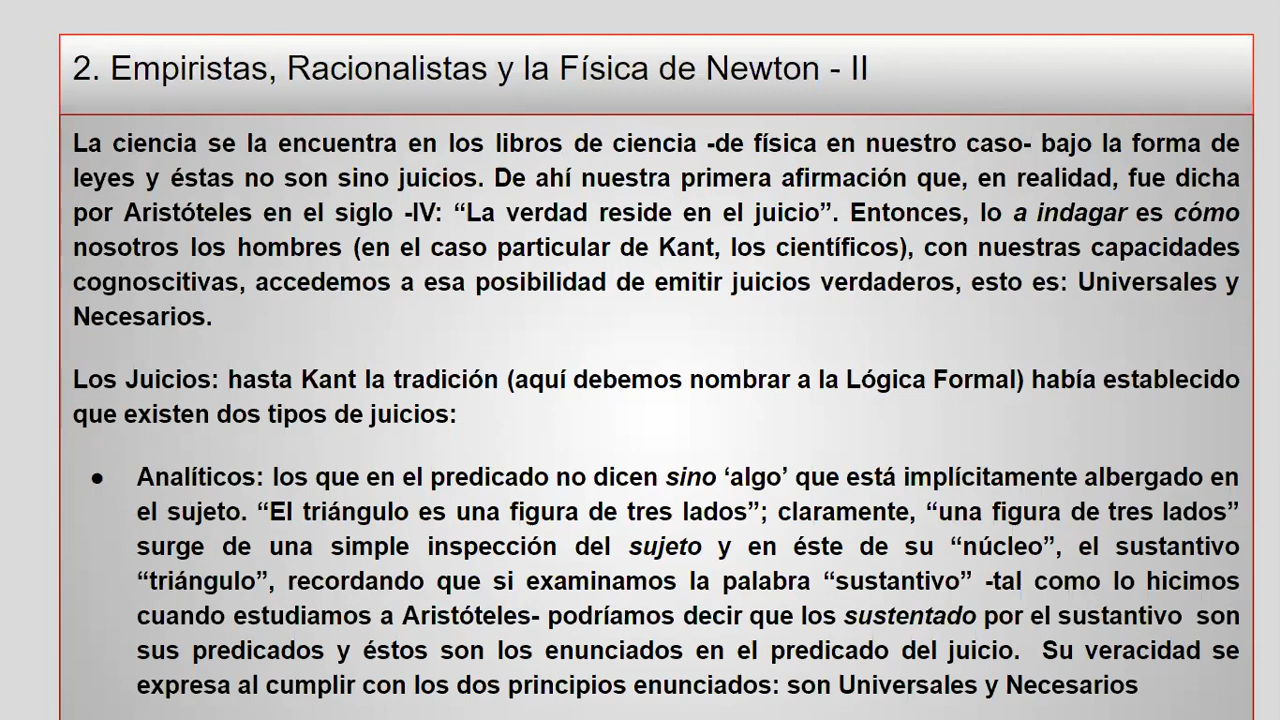 2. Empiristas, Racionalistas y la Física de Newton - II
La ciencia se la encuentra en los libros de ciencia -de física en nuestro caso- bajo la forma de
leyes y éstas no son sino juicios. De ahí nuestra primera afirmación que, en realidad, fue dicha
por Aristóteles en el siglo -IV: “La verdad reside en el juicio”. Entonces, lo a indagar es cómo
nosotros los hombres (en el caso particular de Kant, los científicos), con nuestras capacidades
cognoscitivas, accedemos a esa posibilidad de emitir juicios verdaderos, esto es: Universales y
Necesarios.
Los Juicios: hasta Kant la tradición (aquí debemos nombrar a la Lógica Formal) había establecido
que existen dos tipos de juicios:
● Analíticos: los que en el predicado no dicen sino ‘algo’ que está implícitamente albergado en
el sujeto. “El triángulo es una figura de tres lados”; claramente, “una figura de tres lados”
surge de una simple inspección del sujeto y en éste de su “núcleo”, el sustantivo
“triángulo”, recordando que si examinamos la palabra “sustantivo” -tal como lo hicimos
cuando estudiamos a Aristóteles- podríamos decir que los sustentado por el sustantivo son
sus predicados y éstos son los enunciados en el predicado del juicio. Su veracidad se
expresa al cumplir con los dos principios enunciados: son Universales y Necesarios